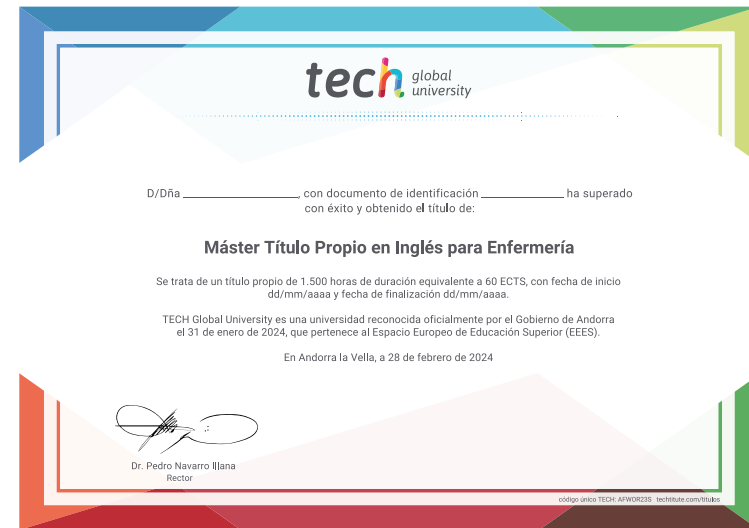 tech global university
D/Dña ____________________, con documento de identificación ______________ ha superado
con éxito y obtenido el título de:
Máster Título Propio en Inglés para Enfermería
Se trata de un título propio de 1.500 horas de duración equivalente a 60 ECTS, con fecha de inicio
dd/mm/aaaa y fecha de finalización dd/mm/aaaa.
TECH Global University es una universidad reconocida oficialmente por el Gobierno de Andorra
el 31 de enero de 2024, que pertenece al Espacio Europeo de Educación Superior (EEES).
En Andorra la Vella, a 28 de febrero de 2024
Dr. Pedro Navarro Illana
Rector
código único TECH: AFWOR23S techtitute.com/titulos